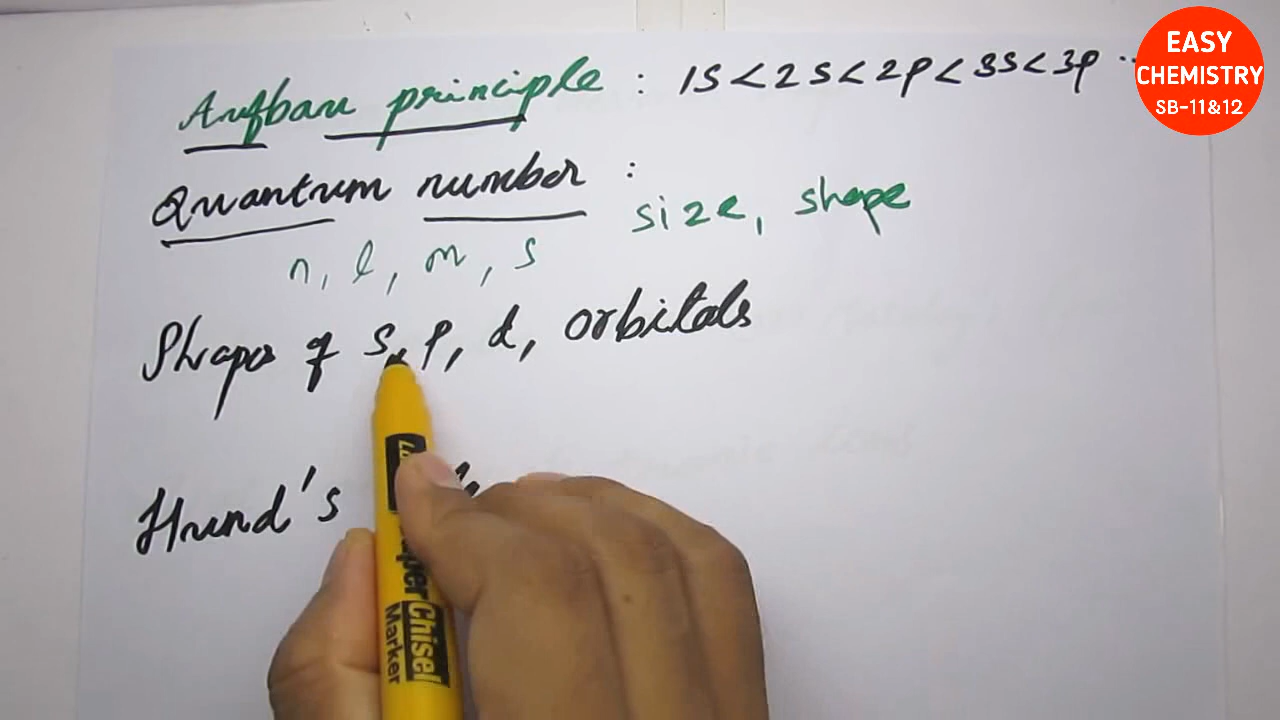 EASY
CHEMISTRY
SB-11&12
Aufbau principle : 1S < 2S < 2p < 3S < 3p ...
Quantum number :
size, shape
n, l, m, s
Shapes of s, p, d, orbitals
Hund's
Super Chisel
Marker